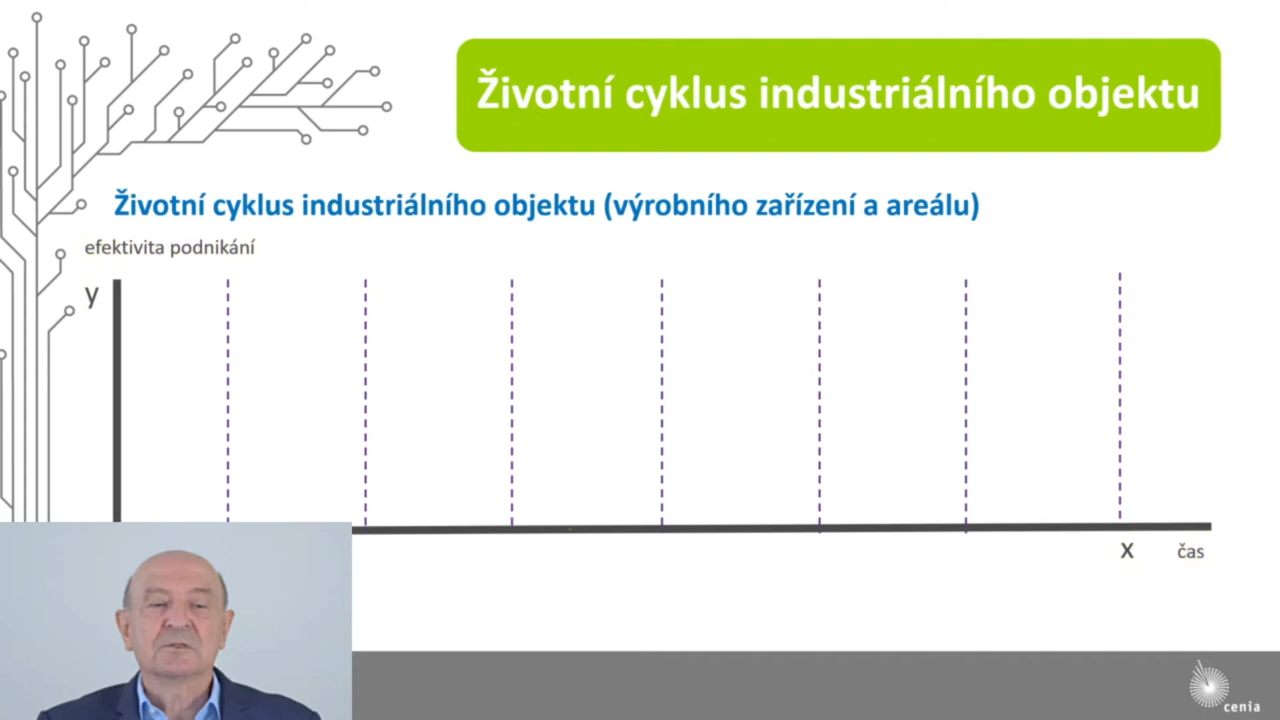 Životní cyklus industriálního objektu
Životní cyklus industriálního objektu (výrobního zařízení a areálu)
efektivita podnikání
y
x
čas
cenia